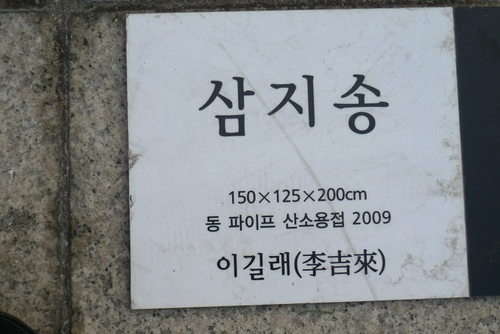 삼지송
150×125×200cm
동 파이프 산소용접 2009
이길래(李吉來)